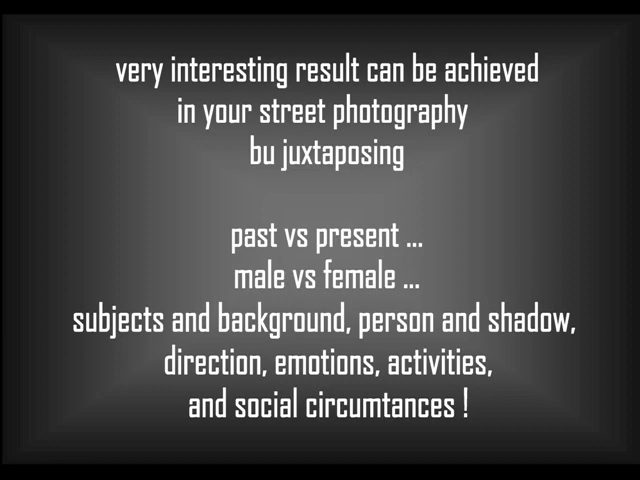 very interesting result can be achieved
in your street photography
bu juxtaposing
past vs present ...
male vs female ...
subjects and background, person and shadow,
direction, emotions, activities,
and social circumtances !